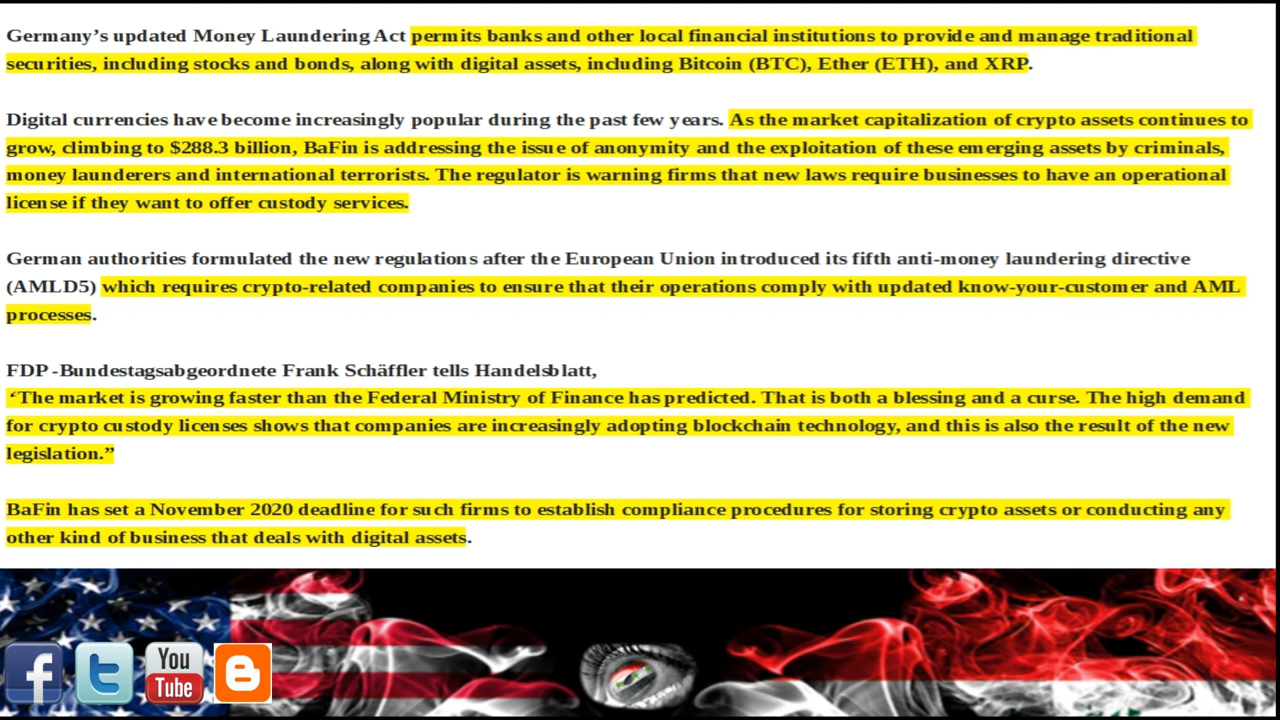 Germany’s updated Money Laundering Act permits banks and other local financial institutions to provide and manage traditional
securities, including stocks and bonds, along with digital assets, including Bitcoin (BTC), Ether (ETH), and XRP.
Digital currencies have become increasingly popular during the past few years. As the market capitalization of crypto assets continues to
grow, climbing to $288.3 billion, BaFin is addressing the issue of anonymity and the exploitation of these emerging assets by criminals,
money launderers and international terrorists. The regulator is warning firms that new laws require businesses to have an operational
license if they want to offer custody services.
German authorities formulated the new regulations after the European Union introduced its fifth anti-money laundering directive
(AMLD5) which requires crypto-related companies to ensure that their operations comply with updated know-your-customer and AML
processes.
FDP -Bundestagsabgeordnete Frank Schäffler tells Handelsblatt,
“The market is growing faster than the Federal Ministry of Finance has predicted. That is both a blessing and a curse. The high demand
for crypto custody licenses shows that companies are increasingly adopting blockchain technology, and this is also the result of the new
legislation.”
BaFin has set a November 2020 deadline for such firms to establish compliance procedures for storing crypto assets or conducting any
other kind of business that deals with digital assets.
You
Tube